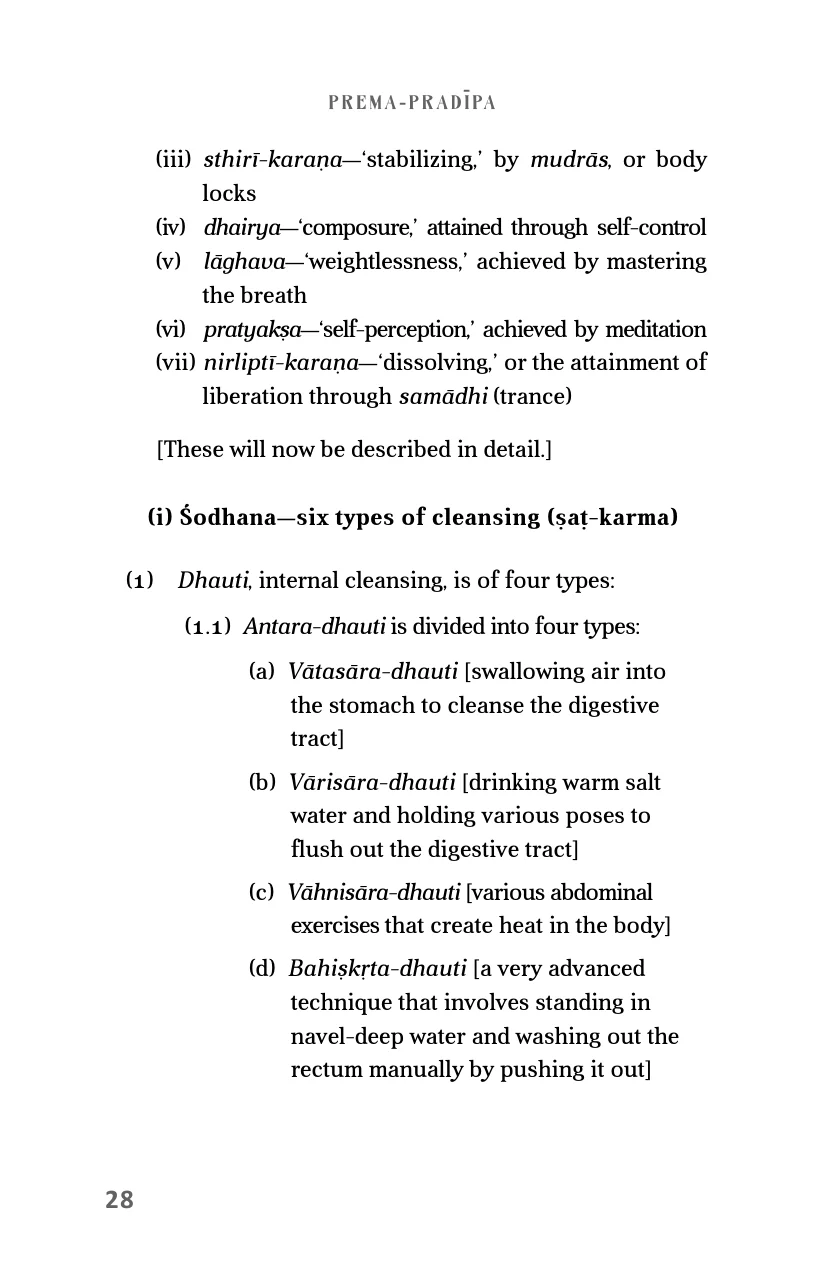 PREMA-PRADĪPA
(iii) sthirī-karaṇa—‘stabilizing,’ by mudrās, or body
locks
(iv) dhairya—‘composure,’ attained through self-control
(v) lāghava—‘weightlessness,’ achieved by mastering
the breath
(vi) pratyakṣa—‘self-perception,’ achieved by meditation
(vii) nirliptī-karaṇa—‘dissolving,’ or the attainment of
liberation through samādhi (trance)
[These will now be described in detail.]
(i) Śodhana—six types of cleansing (ṣaṭ-karma)
(1) Dhauti, internal cleansing, is of four types:
(1.1) Antara-dhauti is divided into four types:
(a) Vātasāra-dhauti [swallowing air into
the stomach to cleanse the digestive
tract]
(b) Vārisāra-dhauti [drinking warm salt
water and holding various poses to
flush out the digestive tract]
(c) Vāhnisāra-dhauti [various abdominal
exercises that create heat in the body]
(d) Bahiṣkṛta-dhauti [a very advanced
technique that involves standing in
navel-deep water and washing out the
rectum manually by pushing it out]
28